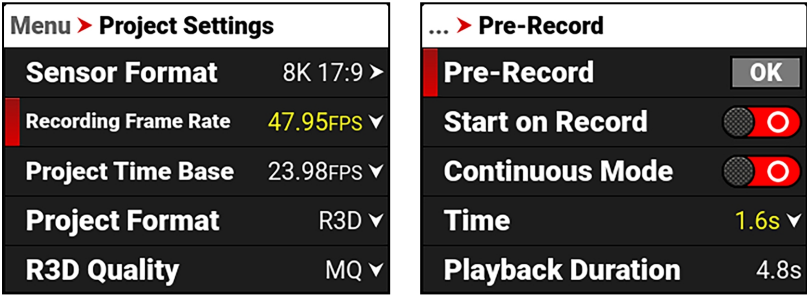 Menu > Project Settings
Sensor Format 8K 17:9 >
Recording Frame Rate 47.95FPS
Project Time Base 23.98FPS
Project Format R3D
R3D Quality MQ
... > Pre-Record
Pre-Record OK
Start on Record
Continuous Mode
Time 1.6s
Playback Duration 4.8s